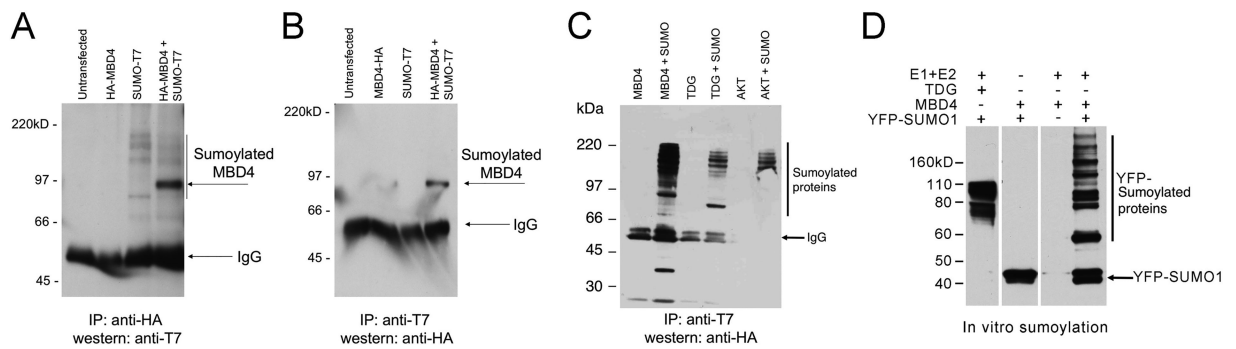 A
Untransfected
HA-MBD4
SUMO-T7
HA-MBD4 +
SUMO-T7
220kD -
97 -
66 -
45 -
Sumoylated
MBD4
IgG
IP: anti-HA
western: anti-T7
B
Untransfected
MBD4-HA
SUMO-T7
HA-MBD4 +
SUMO-T7
220kD -
97 -
66 -
45 -
Sumoylated
MBD4
IgG
IP: anti-T7
western: anti-HA
C
MBD4
MBD4 + SUMO
TDG
TDG + SUMO
AKT
AKT + SUMO
kDa
220
97
66
45
30
Sumoylated
proteins
IgG
IP: anti-T7
western: anti-HA
D
E1+E2 + - + +
TDG + - - -
MBD4 - + + +
YFP-SUMO1 + + - +
160kD
110
80
60
50
40
YFP-
Sumoylated
proteins
YFP-SUMO1
In vitro sumoylation